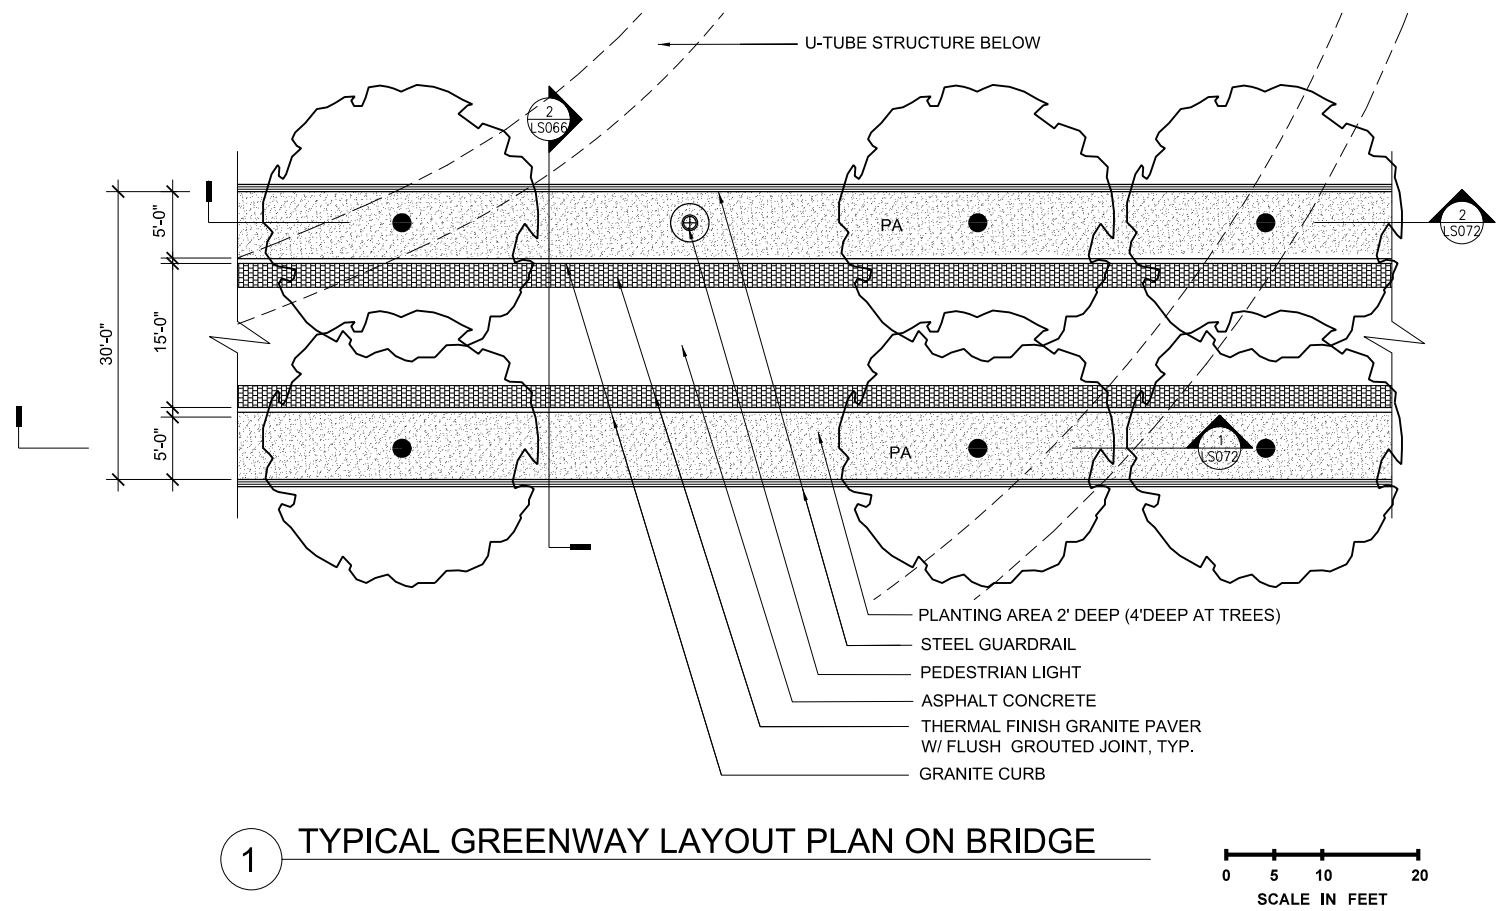 U-TUBE STRUCTURE BELOW
2
LS066
2
LS072
5'-0"
15'-0"
30'-0"
5'-0"
PA
PA
1
LS072
PLANTING AREA 2' DEEP (4'DEEP AT TREES)
STEEL GUARDRAIL
PEDESTRIAN LIGHT
ASPHALT CONCRETE
THERMAL FINISH GRANITE PAVER
W/ FLUSH GROUTED JOINT, TYP.
GRANITE CURB
1 TYPICAL GREENWAY LAYOUT PLAN ON BRIDGE
0 5 10 20
SCALE IN FEET